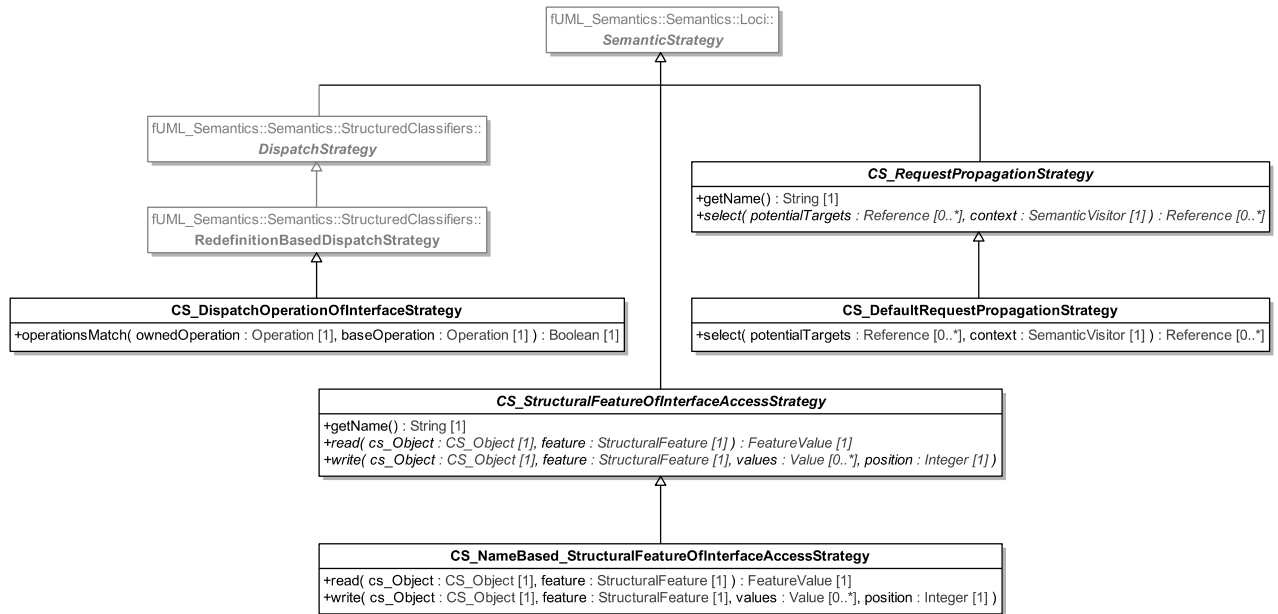 fUML_Semantics::Semantics::Loci::
SemanticStrategy
fUML_Semantics::Semantics::StructuredClassifiers::
DispatchStrategy
CS_RequestPropagationStrategy
+getName() : String [1]
+select( potentialTargets : Reference [0..*], context : SemanticVisitor [1] ) : Reference [0..*]
fUML_Semantics::Semantics::StructuredClassifiers::
RedefinitionBasedDispatchStrategy
CS_DispatchOperationOfInterfaceStrategy
+operationsMatch( ownedOperation : Operation [1], baseOperation : Operation [1] ) : Boolean [1]
CS_DefaultRequestPropagationStrategy
+select( potentialTargets : Reference [0..*], context : SemanticVisitor [1] ) : Reference [0..*]
CS_StructuralFeatureOfInterfaceAccessStrategy
+getName() : String [1]
+read( cs_Object : CS_Object [1], feature : StructuralFeature [1] ) : FeatureValue [1]
+write( cs_Object : CS_Object [1], feature : StructuralFeature [1], values : Value [0..*], position : Integer [1] )
CS_NameBased_StructuralFeatureOfInterfaceAccessStrategy
+read( cs_Object : CS_Object [1], feature : StructuralFeature [1] ) : FeatureValue [1]
+write( cs_Object : CS_Object [1], feature : StructuralFeature [1], values : Value [0..*], position : Integer [1] )